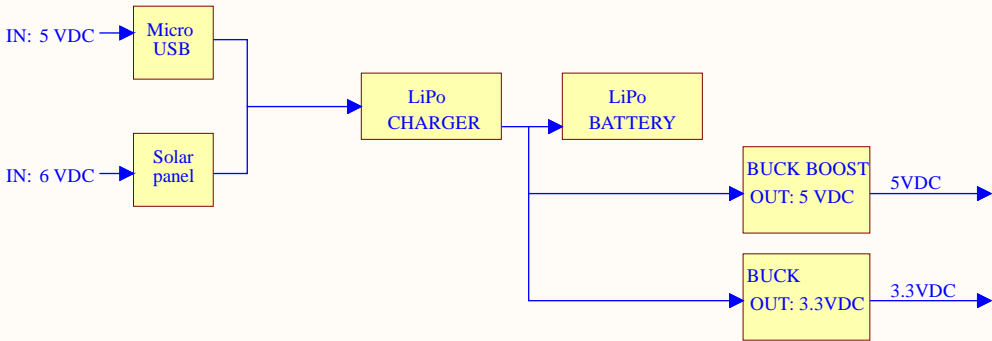 IN: 5 VDC
Micro
USB
IN: 6 VDC
Solar
panel
LiPo
CHARGER
LiPo
BATTERY
BUCK BOOST
OUT: 5 VDC
5VDC
BUCK
OUT: 3.3VDC
3.3VDC